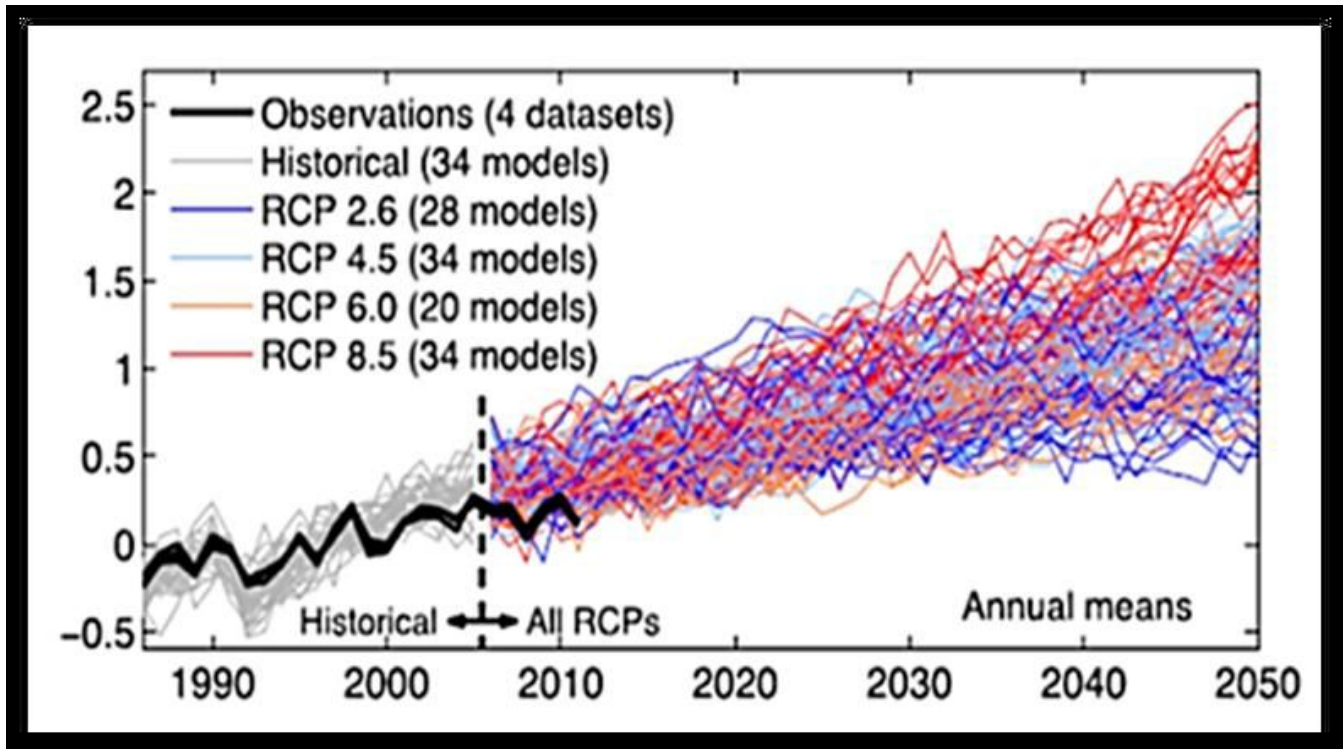 2.5
2
1.5
1
0.5
0
−0.5
Observations (4 datasets)
Historical (34 models)
RCP 2.6 (28 models)
RCP 4.5 (34 models)
RCP 6.0 (20 models)
RCP 8.5 (34 models)
Historical All RCPs
Annual means
1990 2000 2010 2020 2030 2040 2050